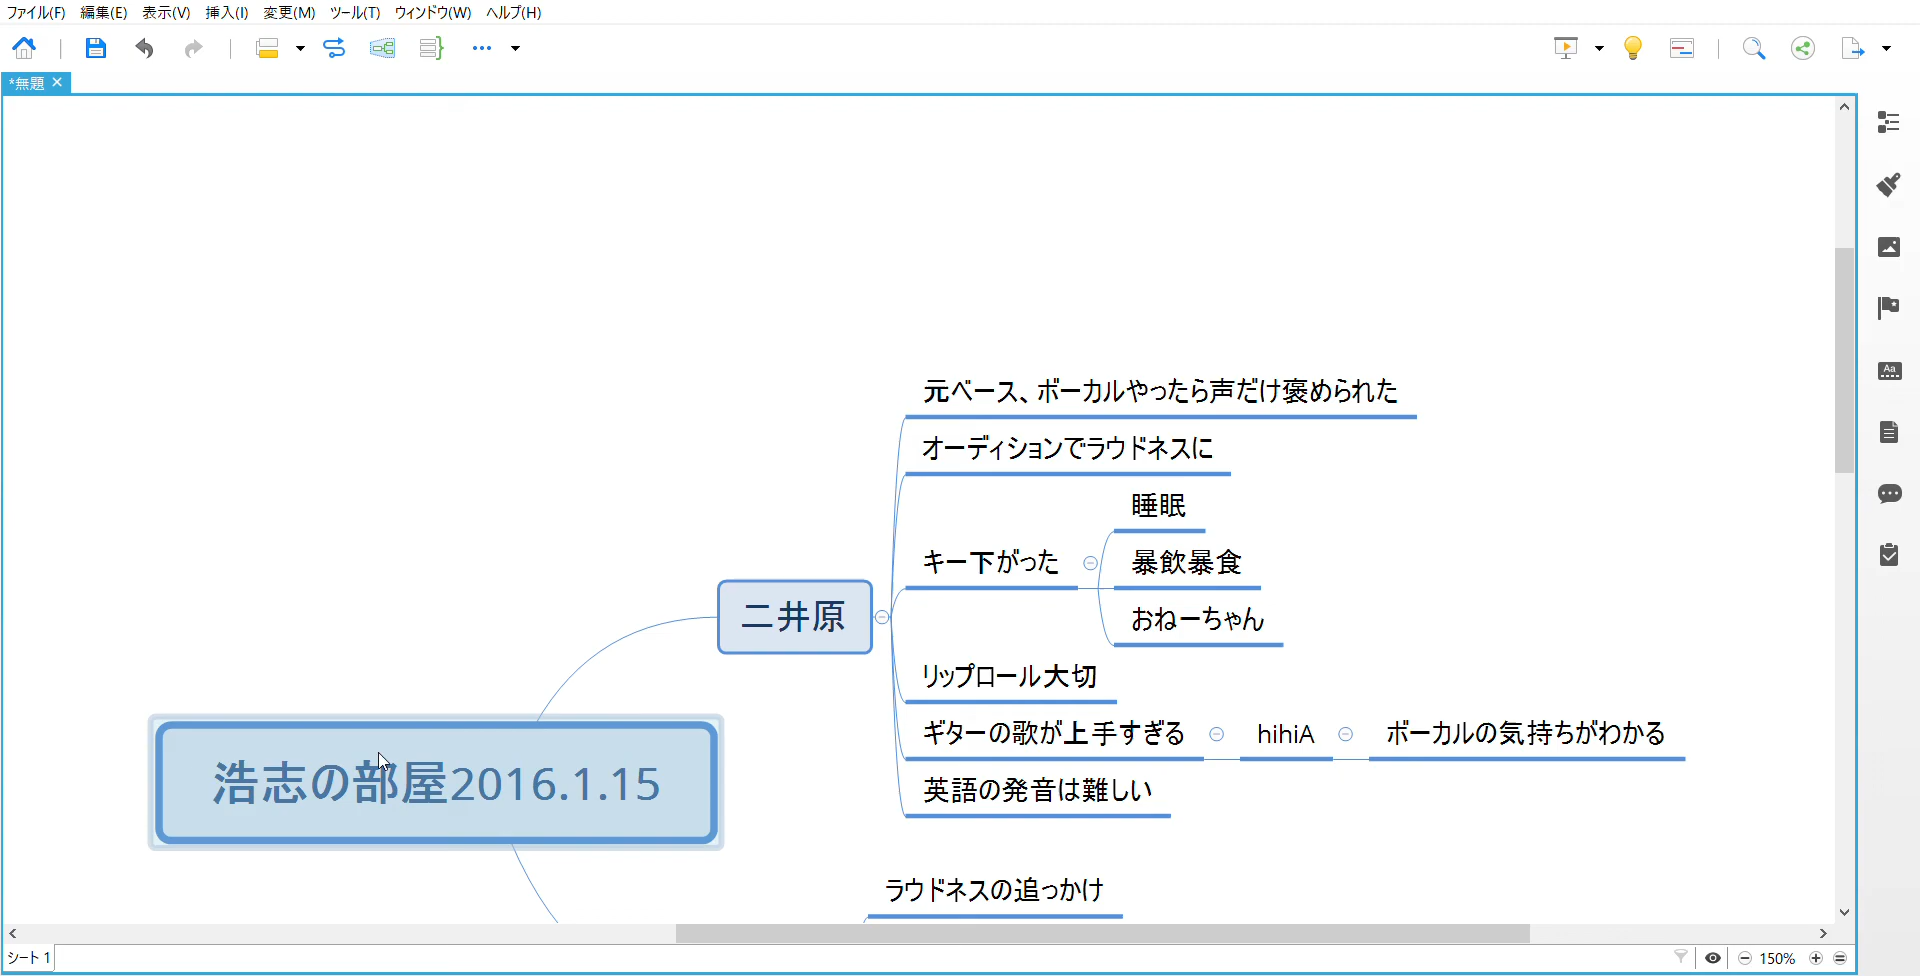 ファイル(F) 編集(E) 表示(V) 挿入(I) 変更(M) ツール(T) ウィンドウ(W) ヘルプ(H)
*無題
元ベース、ボーカルやったら声だけ褒められた
オーディションでラウドネスに
睡眠
キー下がった
暴飲暴食
おねーちゃん
二井原
リップロール大切
ギターの歌が上手すぎる
hihiA
ボーカルの気持ちがわかる
浩志の部屋2016.1.15
英語の発音は難しい
ラウドネスの追っかけ
Aa
シート 1
150%